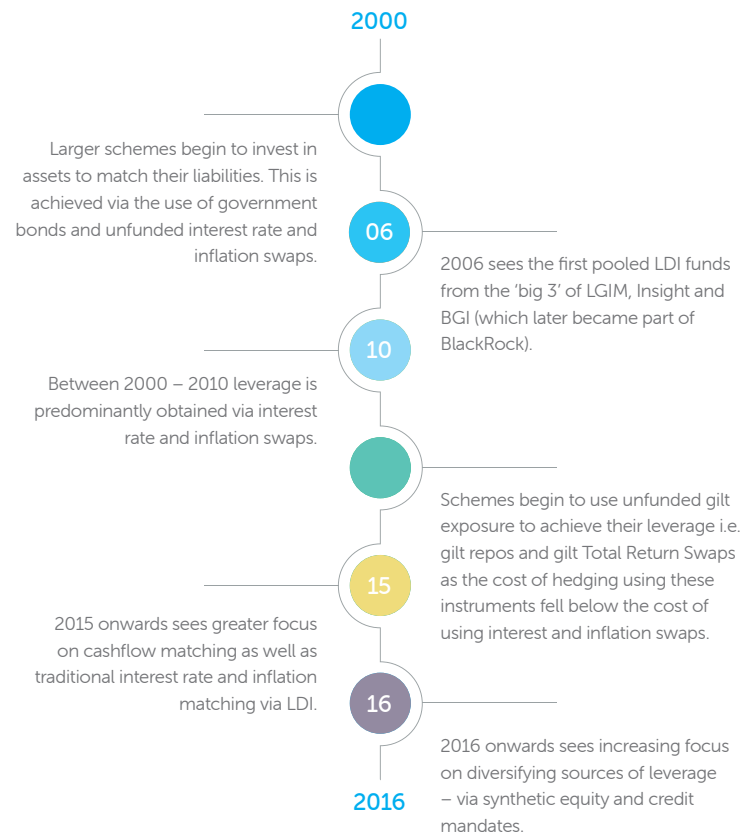 2000
Larger schemes begin to invest in
assets to match their liabilities. This is
achieved via the use of government
bonds and unfunded interest rate and
inflation swaps.
06
2006 sees the first pooled LDI funds
from the ‘big 3’ of LGIM, Insight and
BGI (which later became part of
BlackRock).
10
Between 2000 – 2010 leverage is
predominantly obtained via interest
rate and inflation swaps.
Schemes begin to use unfunded gilt
exposure to achieve their leverage i.e.
gilt repos and gilt Total Return Swaps
as the cost of hedging using these
instruments fell below the cost of
using interest and inflation swaps.
15
2015 onwards sees greater focus
on cashflow matching as well as
traditional interest rate and inflation
matching via LDI.
16
2016 onwards sees increasing focus
on diversifying sources of leverage
– via synthetic equity and credit
mandates.
2016